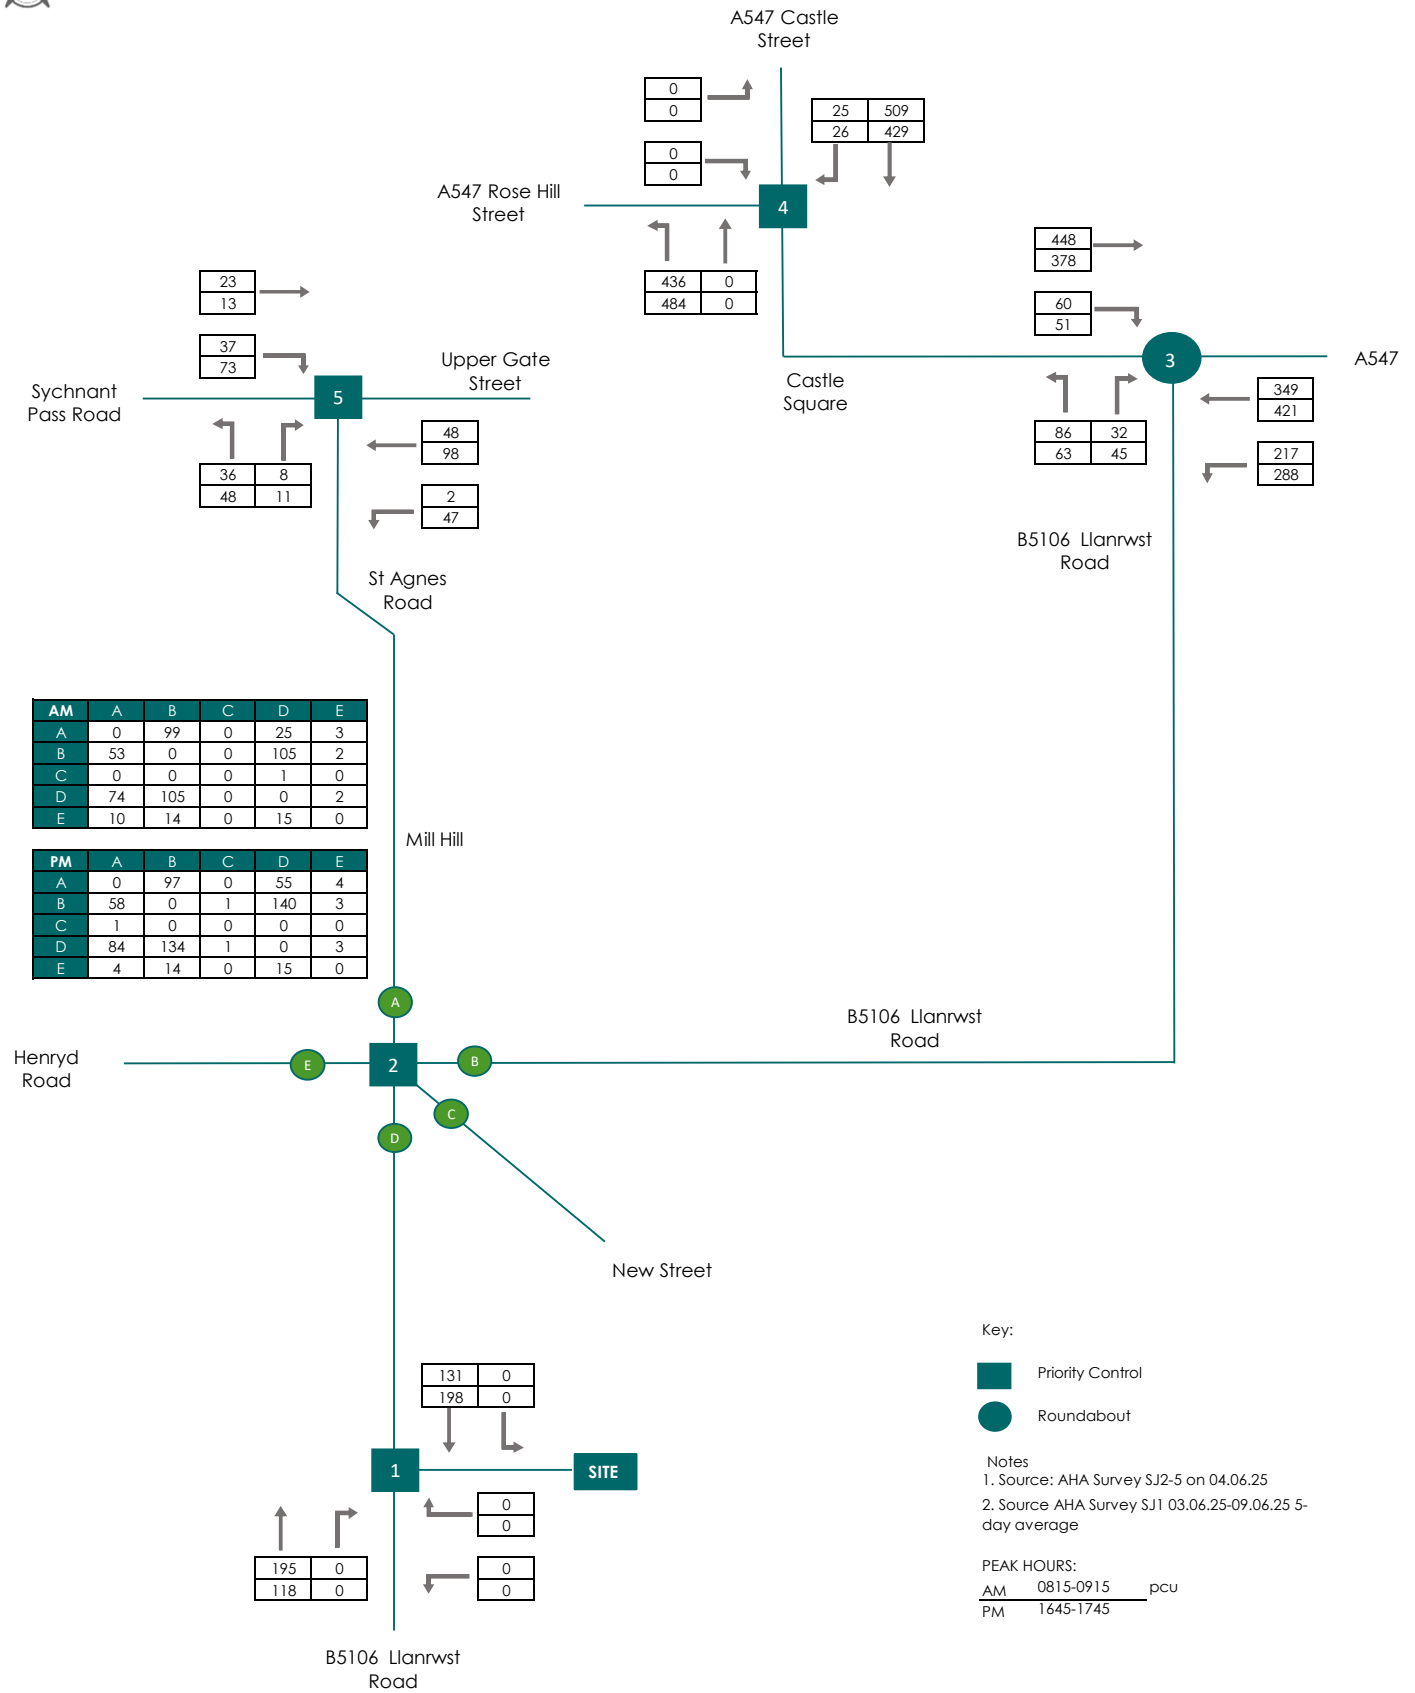 A547 Castle
Street
0
0
25 509
26 429
0
0
A547 Rose Hill
Street
4
436 0
484 0
448
378
60
51
3
A547
Castle
Square
349
421
86 32
63 45
217
288
B5106 Llanrwst
Road
23
13
37
73
Upper Gate
Street
Sychnant
Pass Road
5
48
98
36 8
48 11
2
47
St Agnes
Road
AM A B C D E
A 0 99 0 25 3
B 53 0 0 105 2
C 0 0 0 1 0
D 74 105 0 0 2
E 10 14 0 15 0
Mill Hill
PM A B C D E
A 0 97 0 55 4
B 58 0 1 140 3
C 1 0 0 0 0
D 84 134 1 0 3
E 4 14 0 15 0
A
B5106 Llanrwst
Road
Henryd
Road
E
2
B
C
D
New Street
131 0
198 0
1
SITE
0
0
195 0
118 0
0
0
B5106 Llanrwst
Road
Key:
Priority Control
Roundabout
Notes
1. Source: AHA Survey SJ2-5 on 04.06.25
2. Source AHA Survey SJ1 03.06.25-09.06.25 5-
day average
PEAK HOURS:
AM 0815-0915 pcu
PM 1645-1745